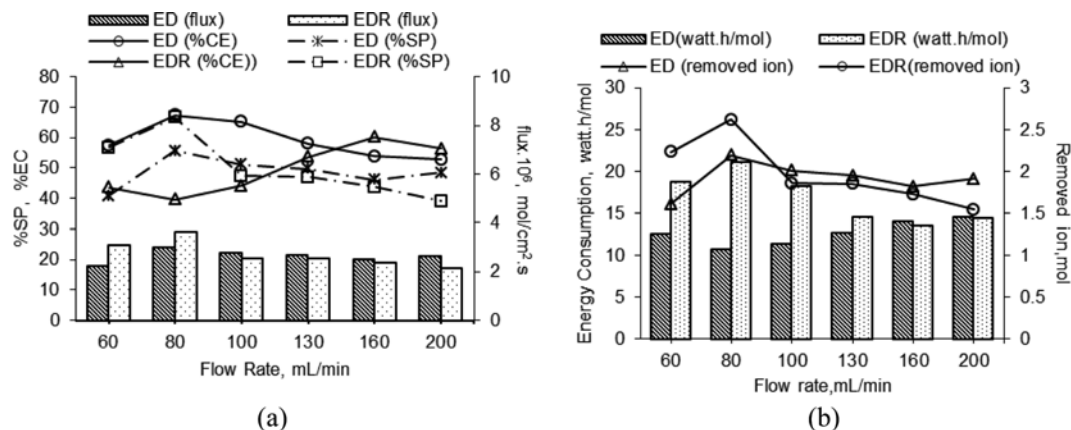 (a)
ED (flux) EDR (flux)
ED (%CE) ED (%SP)
EDR (%CE)) EDR (%SP)
80
70
60
50
40
30
20
10
0
%SP, %EC
10
8
6
4
2
0
flux.10⁶, mol/cm².s
60 80 100 130 160 200
Flow Rate, mL/min
(a)
(b)
ED(watt.h/mol) EDR (watt.h/mol)
ED (removed ion) EDR(removed ion)
30
25
20
15
10
5
0
Energy Consumption, watt.h/mol
3
2.5
2
1.5
1
0.5
0
Removed ion,mol
60 80 100 130 160 200
Flow rate,mL/min
(b)